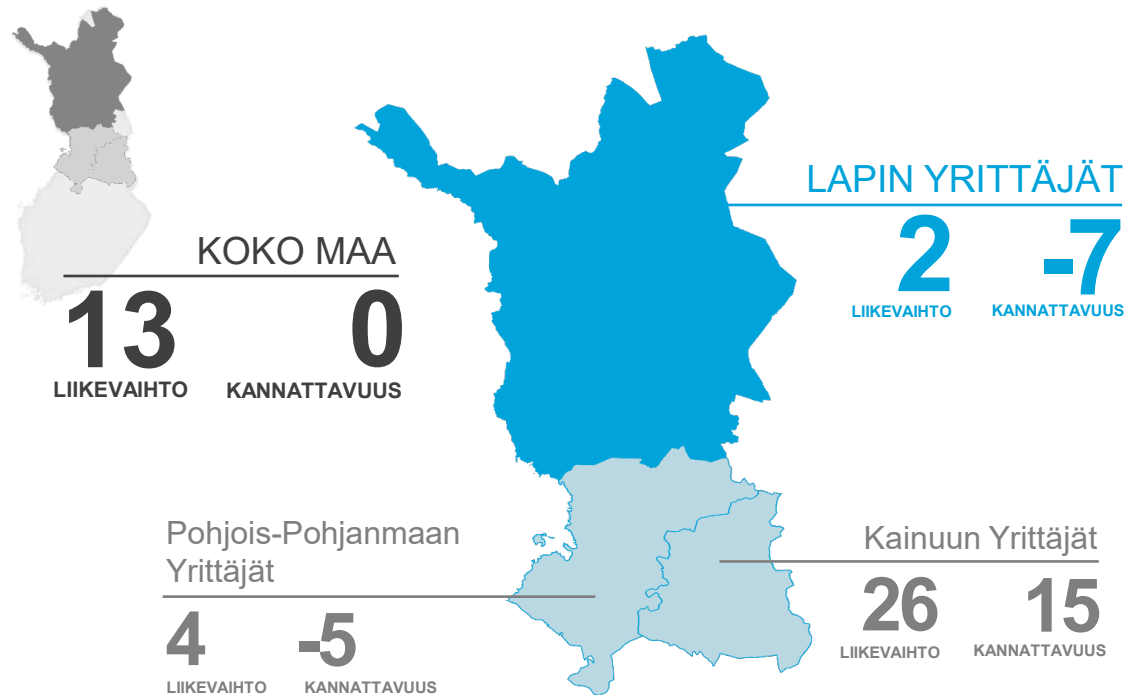 LAPIN YRITTÄJÄT
2 -7
LIIKEVAIHTO KANNATTAVUUS
KOKO MAA
13 0
LIIKEVAIHTO KANNATTAVUUS
Pohjois-Pohjanmaan
Yrittäjät
4 -5
LIIKEVAIHTO KANNATTAVUUS
Kainuun Yrittäjät
26 15
LIIKEVAIHTO KANNATTAVUUS